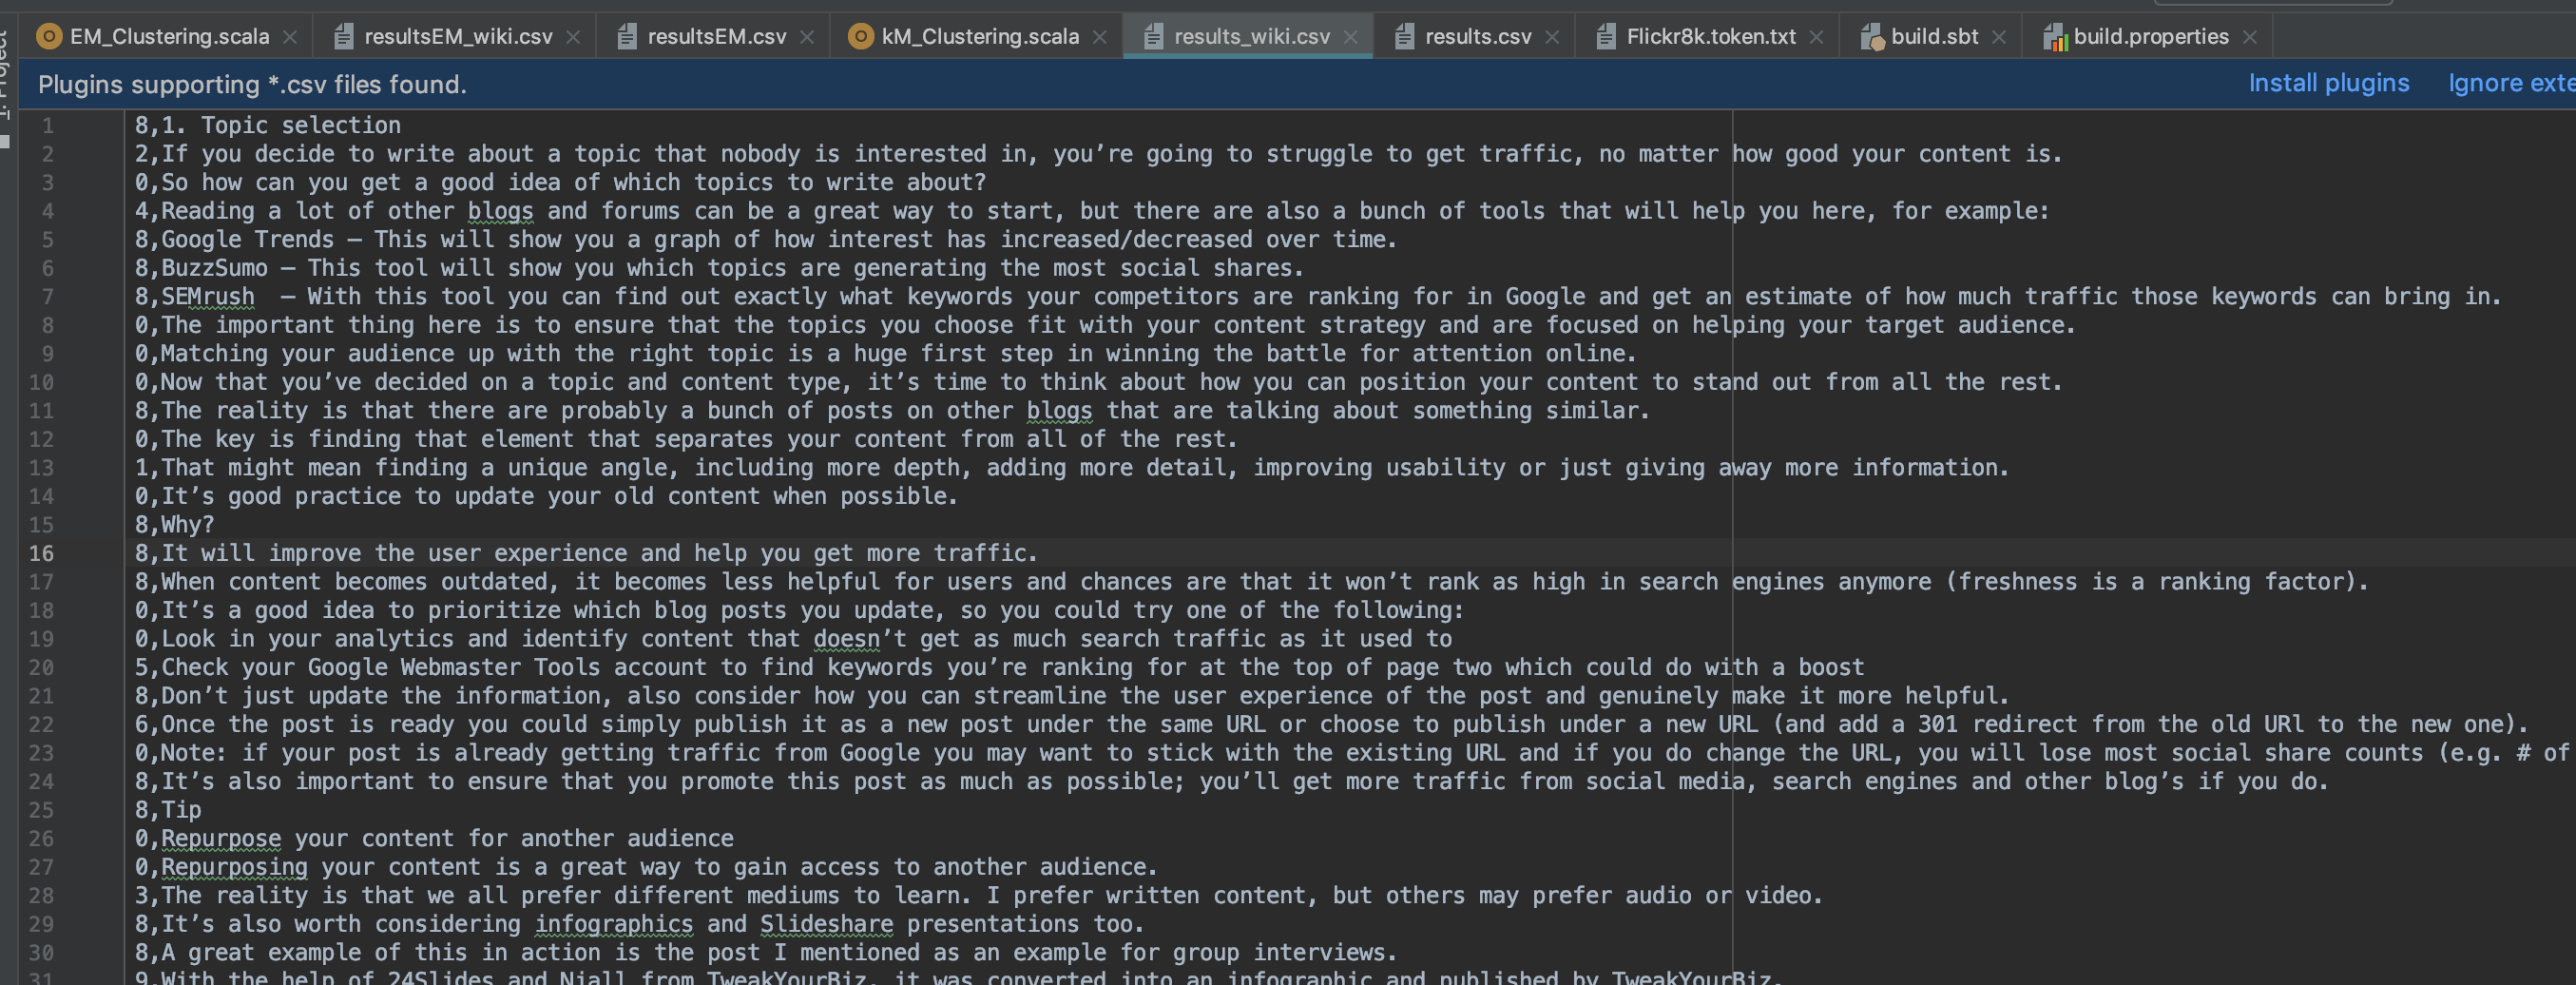 EM_Clustering.scala resultsEM_wiki.csv resultsEM.csv kM_Clustering.scala results_wiki.csv results.csv Flickr8k.token.txt build.sbt build.properties
Project
Plugins supporting *.csv files found. Install plugins Ignore exte
1 8,1. Topic selection
2 2,If you decide to write about a topic that nobody is interested in, you’re going to struggle to get traffic, no matter how good your content is.
3 0,So how can you get a good idea of which topics to write about?
4 4,Reading a lot of other blogs and forums can be a great way to start, but there are also a bunch of tools that will help you here, for example:
5 8,Google Trends – This will show you a graph of how interest has increased/decreased over time.
6 8,BuzzSumo – This tool will show you which topics are generating the most social shares.
7 8,SEMrush  – With this tool you can find out exactly what keywords your competitors are ranking for in Google and get an estimate of how much traffic those keywords can bring in.
8 0,The important thing here is to ensure that the topics you choose fit with your content strategy and are focused on helping your target audience.
9 0,Matching your audience up with the right topic is a huge first step in winning the battle for attention online.
10 0,Now that you’ve decided on a topic and content type, it’s time to think about how you can position your content to stand out from all the rest.
11 8,The reality is that there are probably a bunch of posts on other blogs that are talking about something similar.
12 0,The key is finding that element that separates your content from all of the rest.
13 1,That might mean finding a unique angle, including more depth, adding more detail, improving usability or just giving away more information.
14 0,It’s good practice to update your old content when possible.
15 8,Why?
16 8,It will improve the user experience and help you get more traffic.
17 8,When content becomes outdated, it becomes less helpful for users and chances are that it won’t rank as high in search engines anymore (freshness is a ranking factor).
18 0,It’s a good idea to prioritize which blog posts you update, so you could try one of the following:
19 0,Look in your analytics and identify content that doesn’t get as much search traffic as it used to
20 5,Check your Google Webmaster Tools account to find keywords you’re ranking for at the top of page two which could do with a boost
21 8,Don’t just update the information, also consider how you can streamline the user experience of the post and genuinely make it more helpful.
22 6,Once the post is ready you could simply publish it as a new post under the same URL or choose to publish under a new URL (and add a 301 redirect from the old URl to the new one).
23 0,Note: if your post is already getting traffic from Google you may want to stick with the existing URL and if you do change the URL, you will lose most social share counts (e.g. # of
24 8,It’s also important to ensure that you promote this post as much as possible; you’ll get more traffic from social media, search engines and other blog’s if you do.
25 8,Tip
26 0,Repurpose your content for another audience
27 0,Repurposing your content is a great way to gain access to another audience.
28 3,The reality is that we all prefer different mediums to learn. I prefer written content, but others may prefer audio or video.
29 8,It’s also worth considering infographics and Slideshare presentations too.
30 8,A great example of this in action is the post I mentioned as an example for group interviews.
31 9,With the help of 24Slides and Niall from TweakYourBiz, it was converted into an infographic and published by TweakYourBiz.